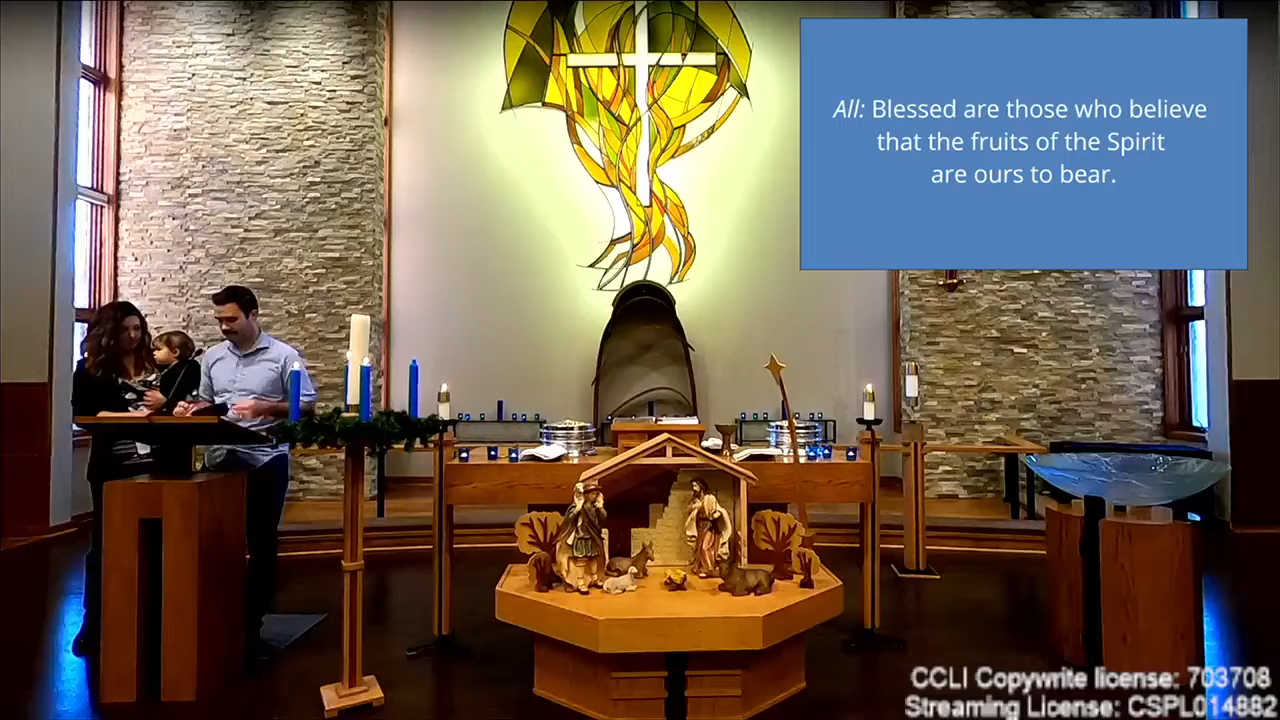 All: Blessed are those who believe
that the fruits of the Spirit
are ours to bear.
CCLI Copywrite license: 703708
Streaming License: CSPL014882